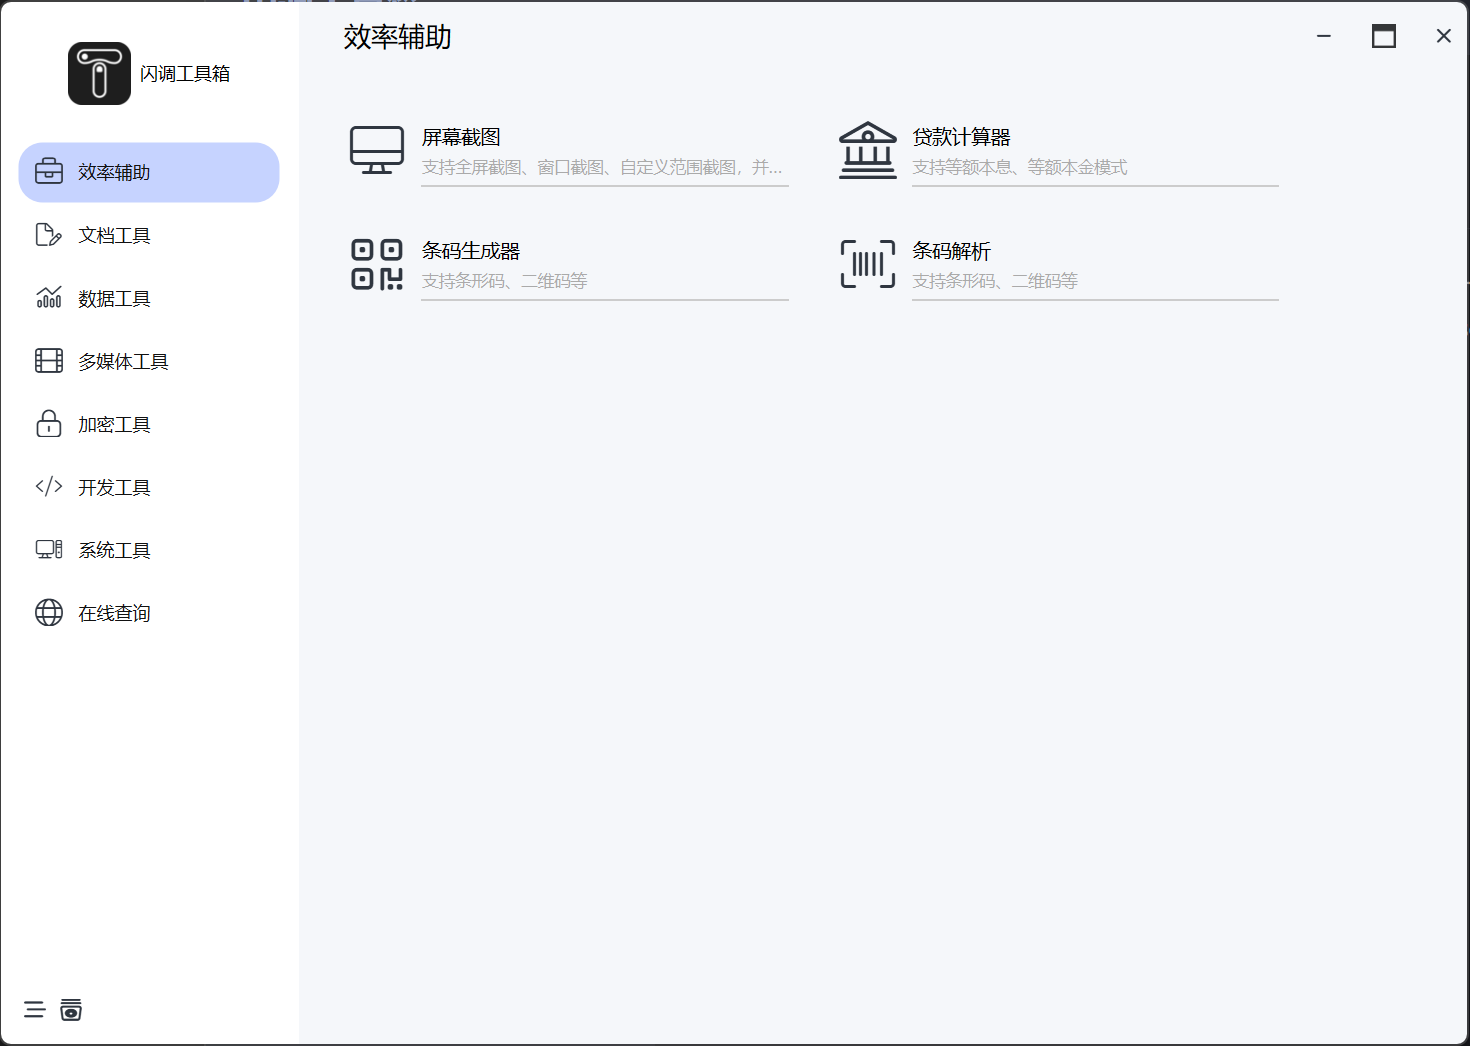 闪调工具箱
效率辅助
文档工具
数据工具
多媒体工具
加密工具
开发工具
系统工具
在线查询
效率辅助
屏幕截图
支持全屏截图、窗口截图、自定义范围截图，并...
贷款计算器
支持等额本息、等额本金模式
条码生成器
支持条形码、二维码等
条码解析
支持条形码、二维码等